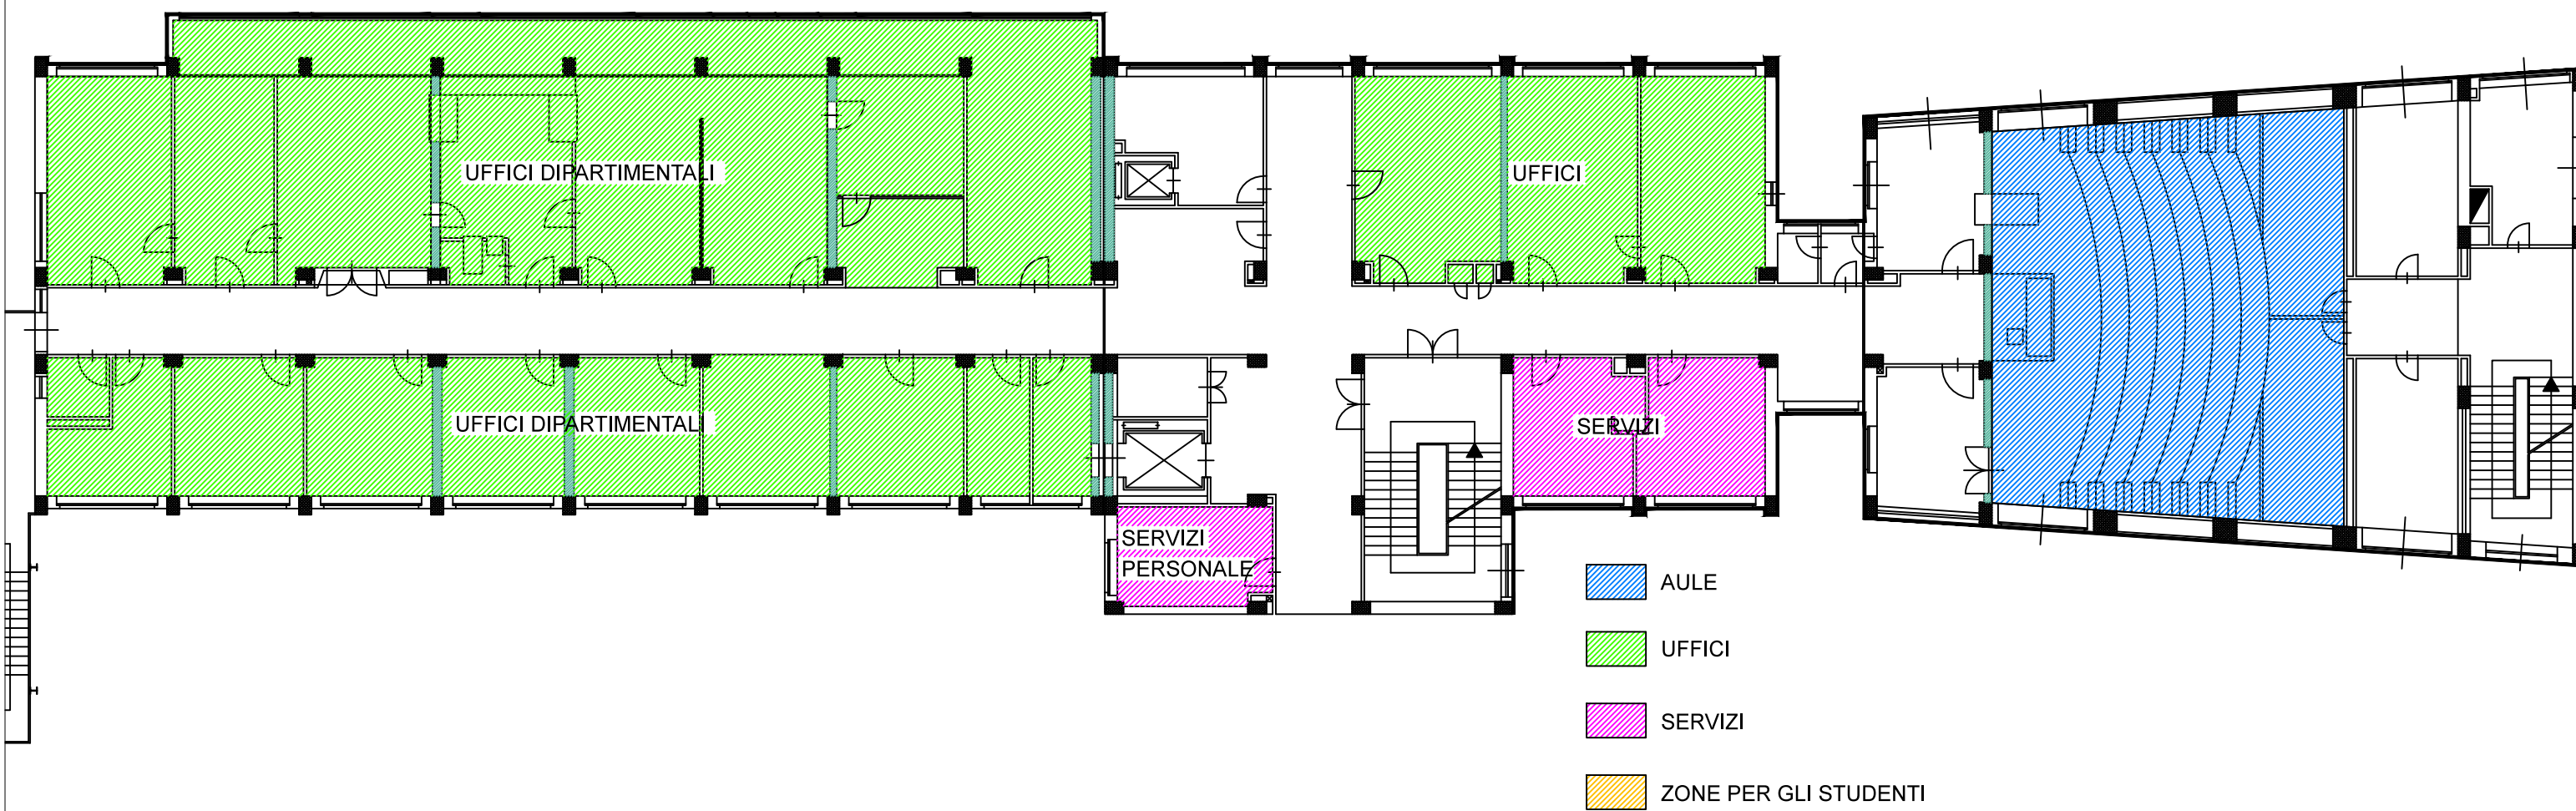 UFFICI DIPARTIMENTALI
UFFICI
UFFICI DIPARTIMENTALI
SERVIZI
SERVIZI
PERSONALE
AULE
UFFICI
SERVIZI
ZONE PER GLI STUDENTI